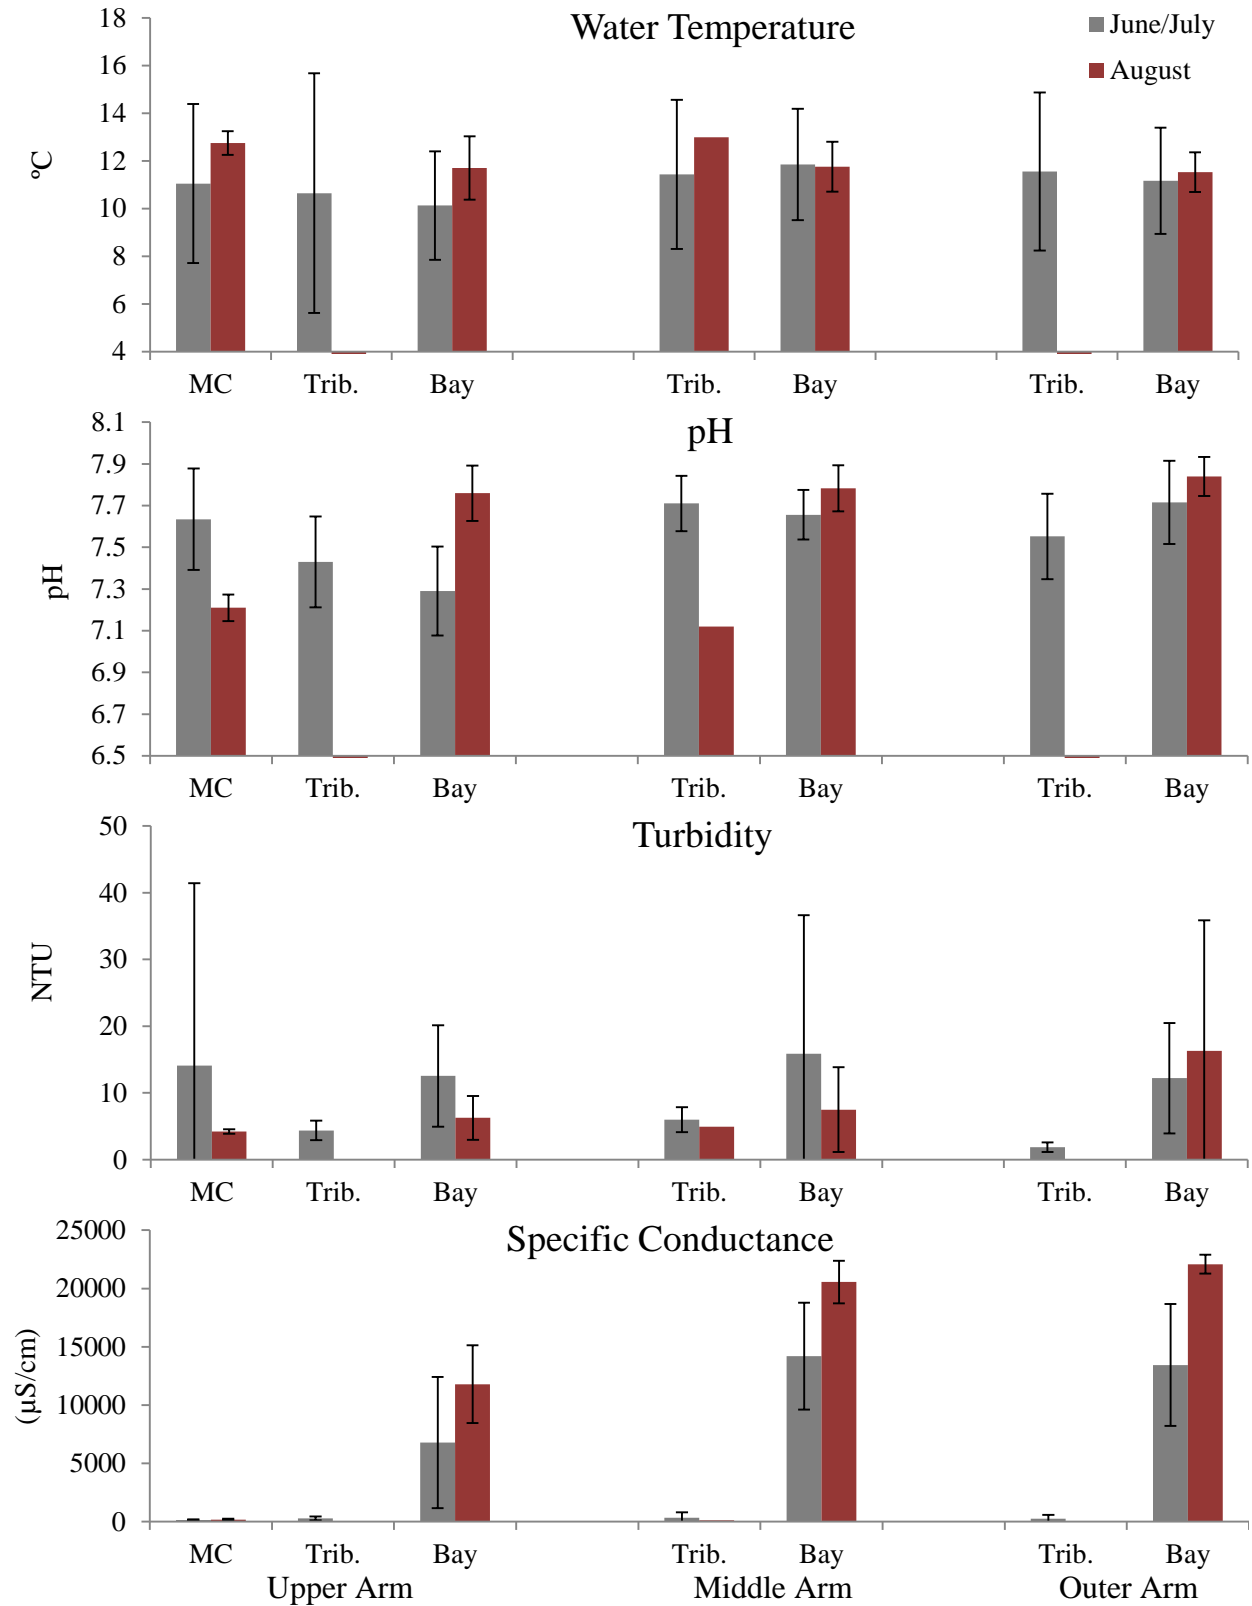 Water Temperature
June/July
August
18
16
14
12
10
8
6
4
ºC
MC Trib. Bay Trib. Bay Trib. Bay
pH
8.1
7.9
7.7
7.5
7.3
7.1
6.9
6.7
6.5
pH
MC Trib. Bay Trib. Bay Trib. Bay
Turbidity
50
40
30
20
10
0
NTU
MC Trib. Bay Trib. Bay Trib. Bay
Specific Conductance
25000
20000
15000
10000
5000
0
(µS/cm)
MC Trib. Bay Trib. Bay Trib. Bay
Upper Arm Middle Arm Outer Arm